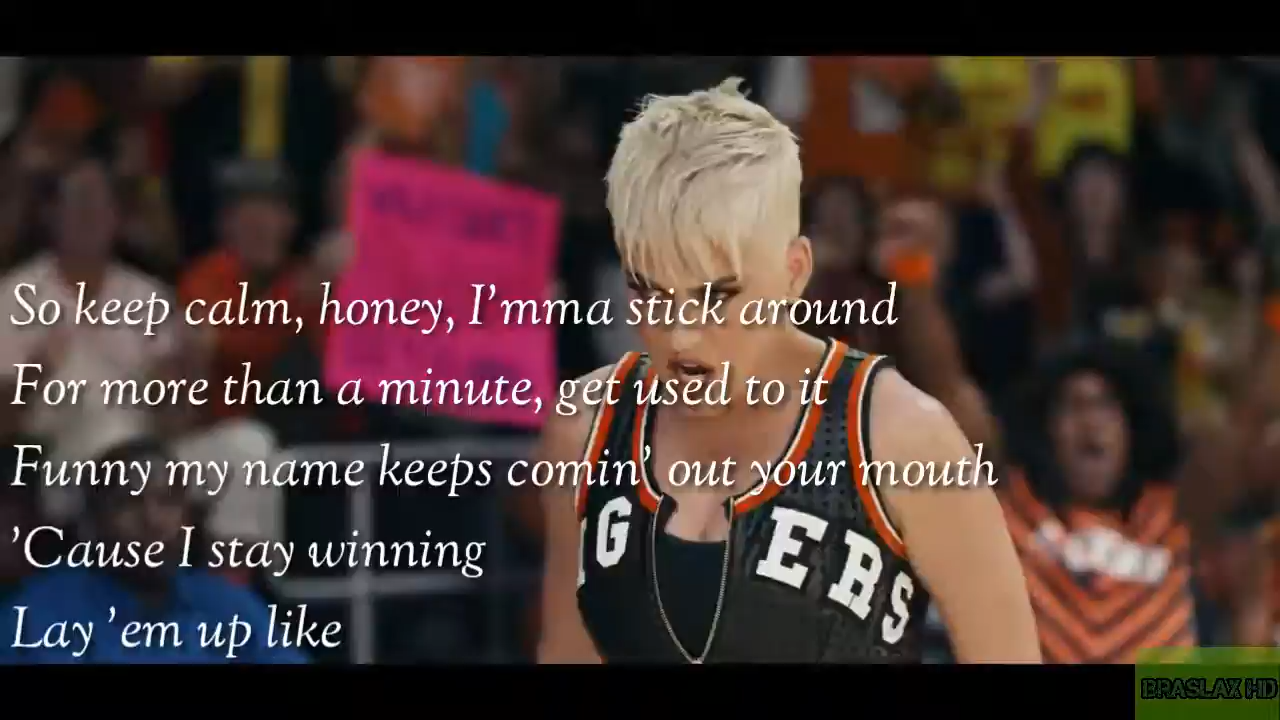 So keep calm, honey, I'mma stick around
For more than a minute, get used to it
Funny my name keeps comin' out your mouth
'Cause I stay winning
Lay 'em up like
G ERS
BRASLAX HD